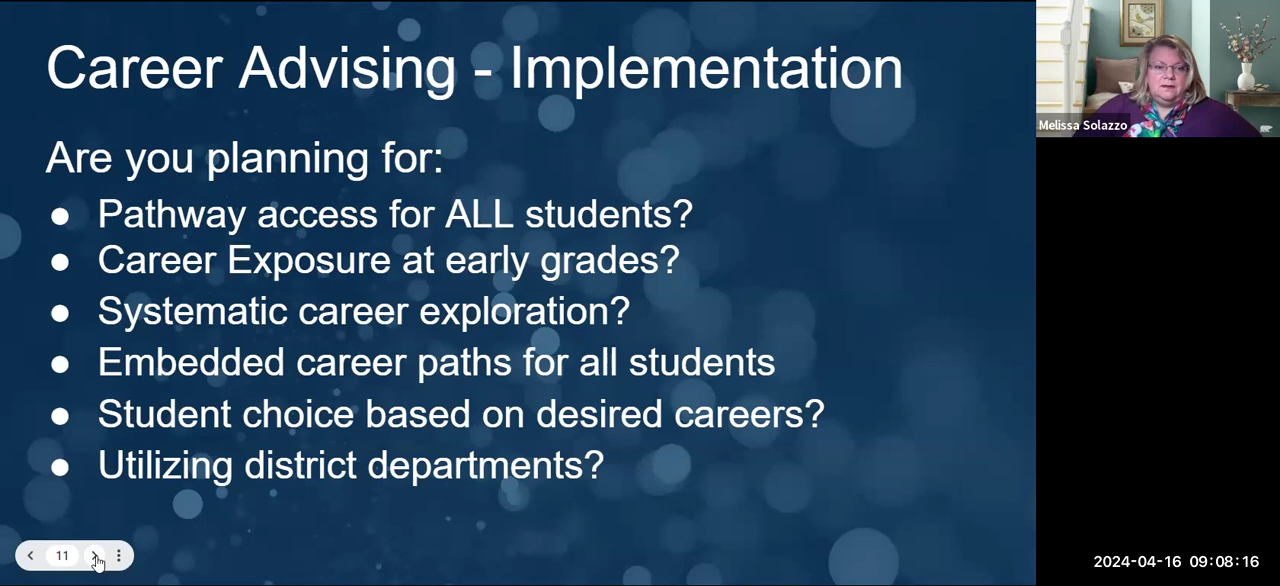 Career Advising - Implementation
Are you planning for:
● Pathway access for ALL students?
● Career Exposure at early grades?
● Systematic career exploration?
● Embedded career paths for all students
● Student choice based on desired careers?
● Utilizing district departments?
11
Melissa Solazzo
2024-04-16 09:08:16